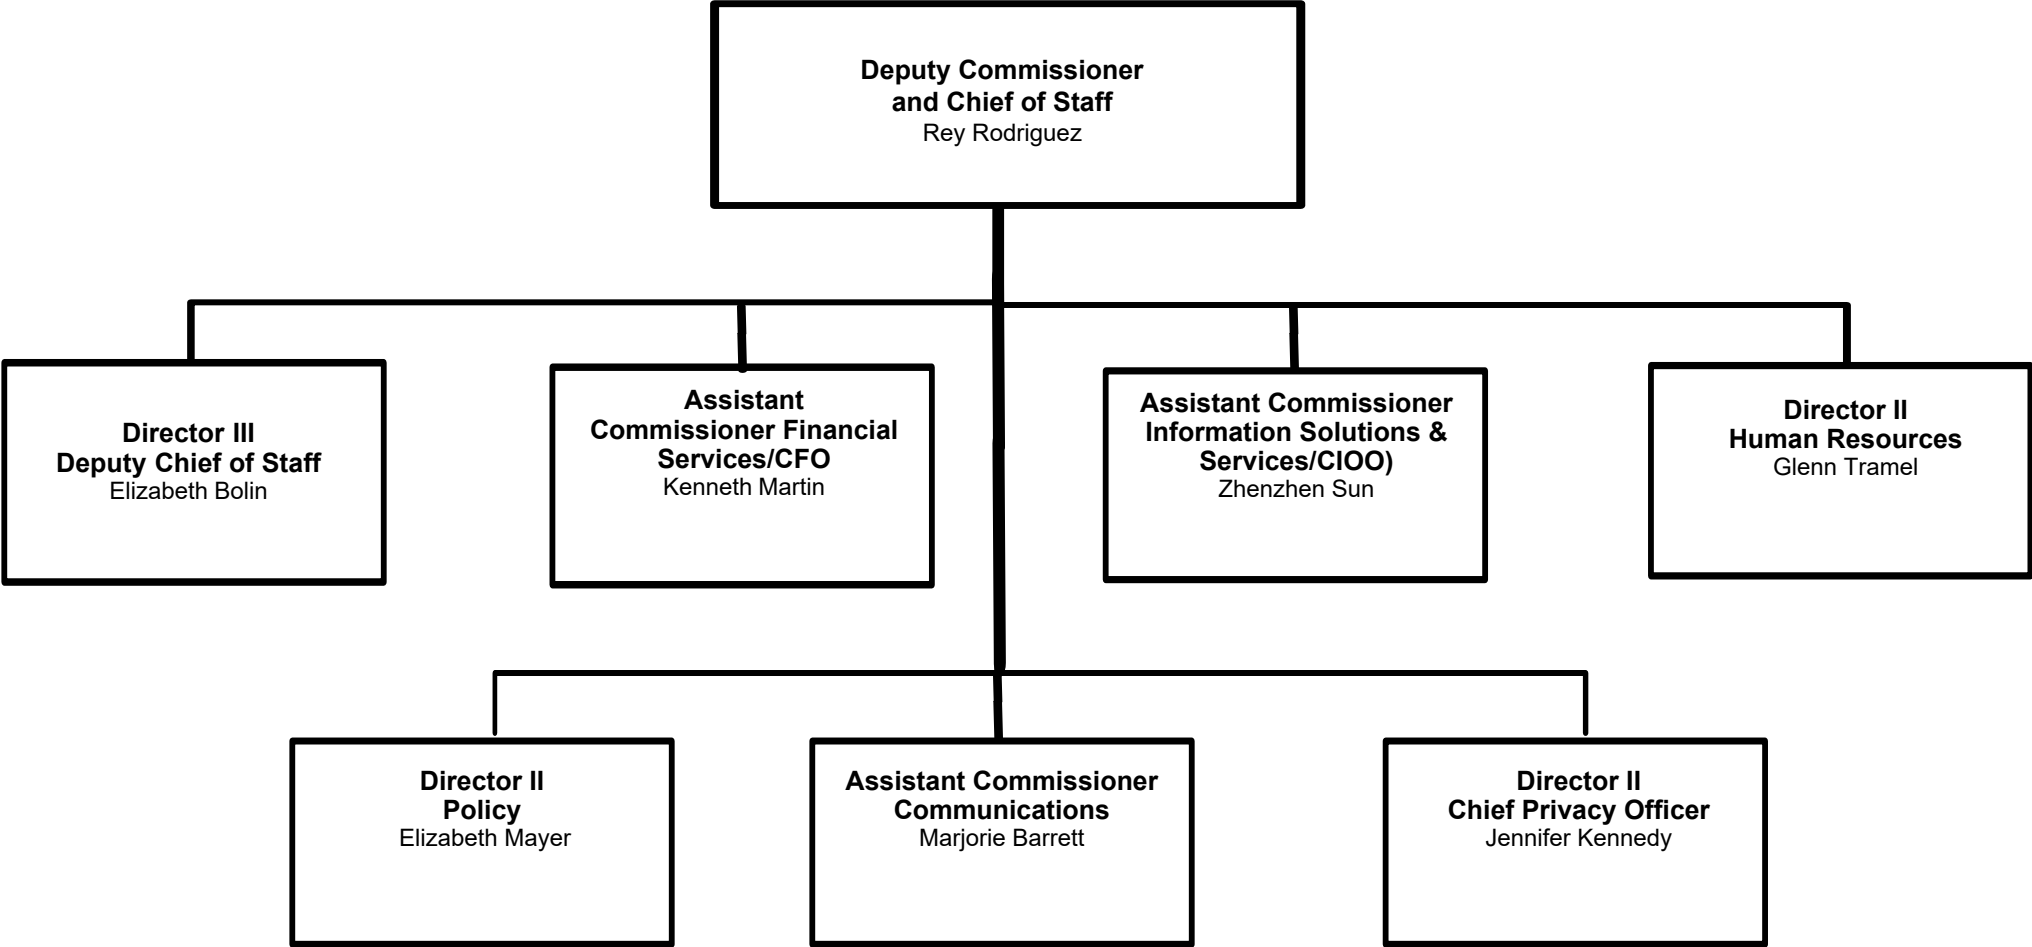 Deputy Commissioner
and Chief of Staff
Rey Rodriguez
Director III
Deputy Chief of Staff
Elizabeth Bolin
Assistant
Commissioner Financial
Services/CFO
Kenneth Martin
Assistant Commissioner
Information Solutions &
Services/CIOO)
Zhenzhen Sun
Director II
Human Resources
Glenn Tramel
Director II
Policy
Elizabeth Mayer
Assistant Commissioner
Communications
Marjorie Barrett
Director II
Chief Privacy Officer
Jennifer Kennedy